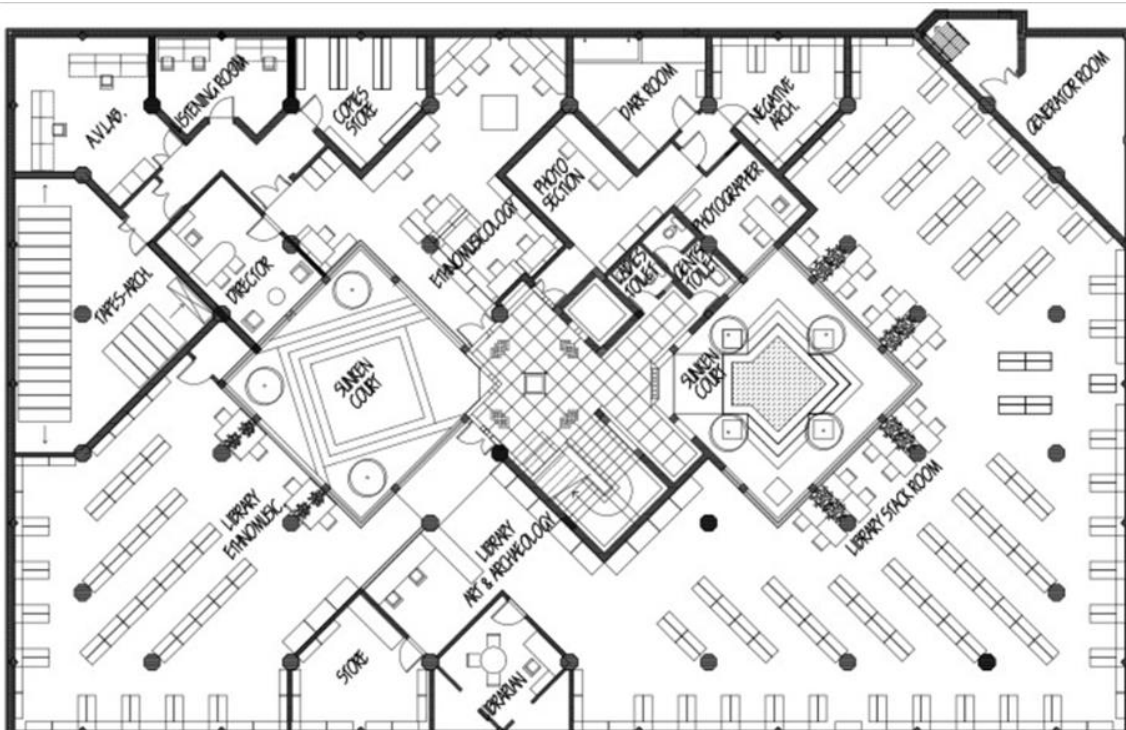 A.V. LAB.
LISTENING ROOM
COPIES
STORE
DARK ROOM
NEGATIVE
ARCH.
GENERATOR ROOM
PHOTO
SECTION
PHOTOGRAPHER
ETHNOMUSICOLOGY
LADIES
TOILET
GENTS
TOILET
TAPES-ARCH.
DIRECTOR
SUNKEN
COURT
SUNKEN
COURT
LIBRARY
ETHNOMUSIC.
LIBRARY
ART & ARCHAEOLOGY
LIBRARY STACK ROOM
STORE
LIBRARIAN